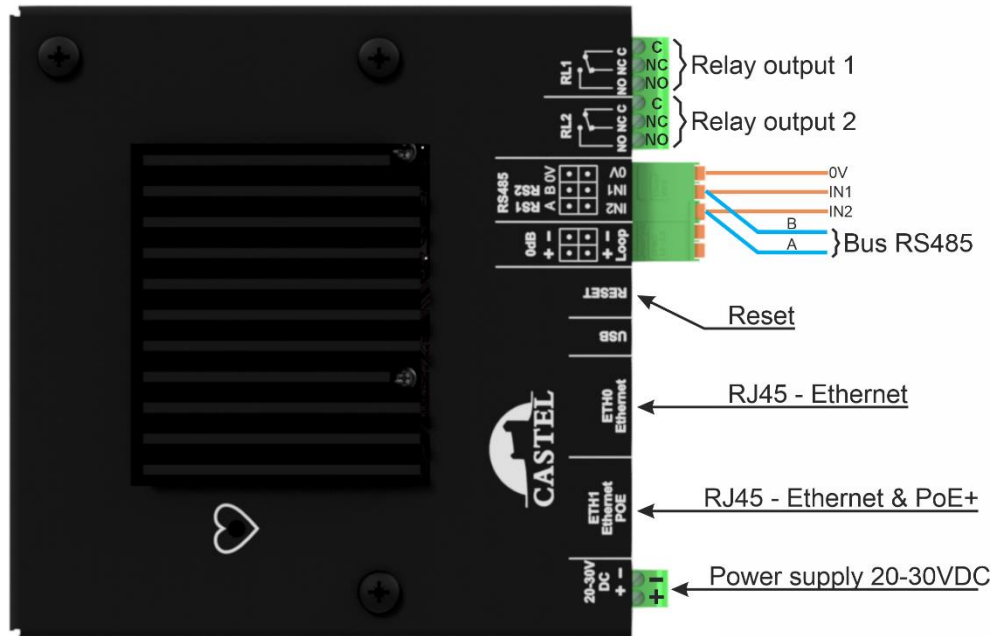 C
NC
NO
Relay output 1
RL1
NO NC C
C
NC
NO
Relay output 2
RL2
NO NC C
RS485
RS1 RS2
A B 0V
0V
IN1
IN2
0V
IN1
IN2
B
A
Bus RS485
0dB
+ −
+ −
Loop
RESET
Reset
USB
ETH0
Ethernet
RJ45 - Ethernet
CASTEL
ETH1
Ethernet
POE
RJ45 - Ethernet & PoE+
20-30V
DC
+ −
−
+
Power supply 20-30VDC